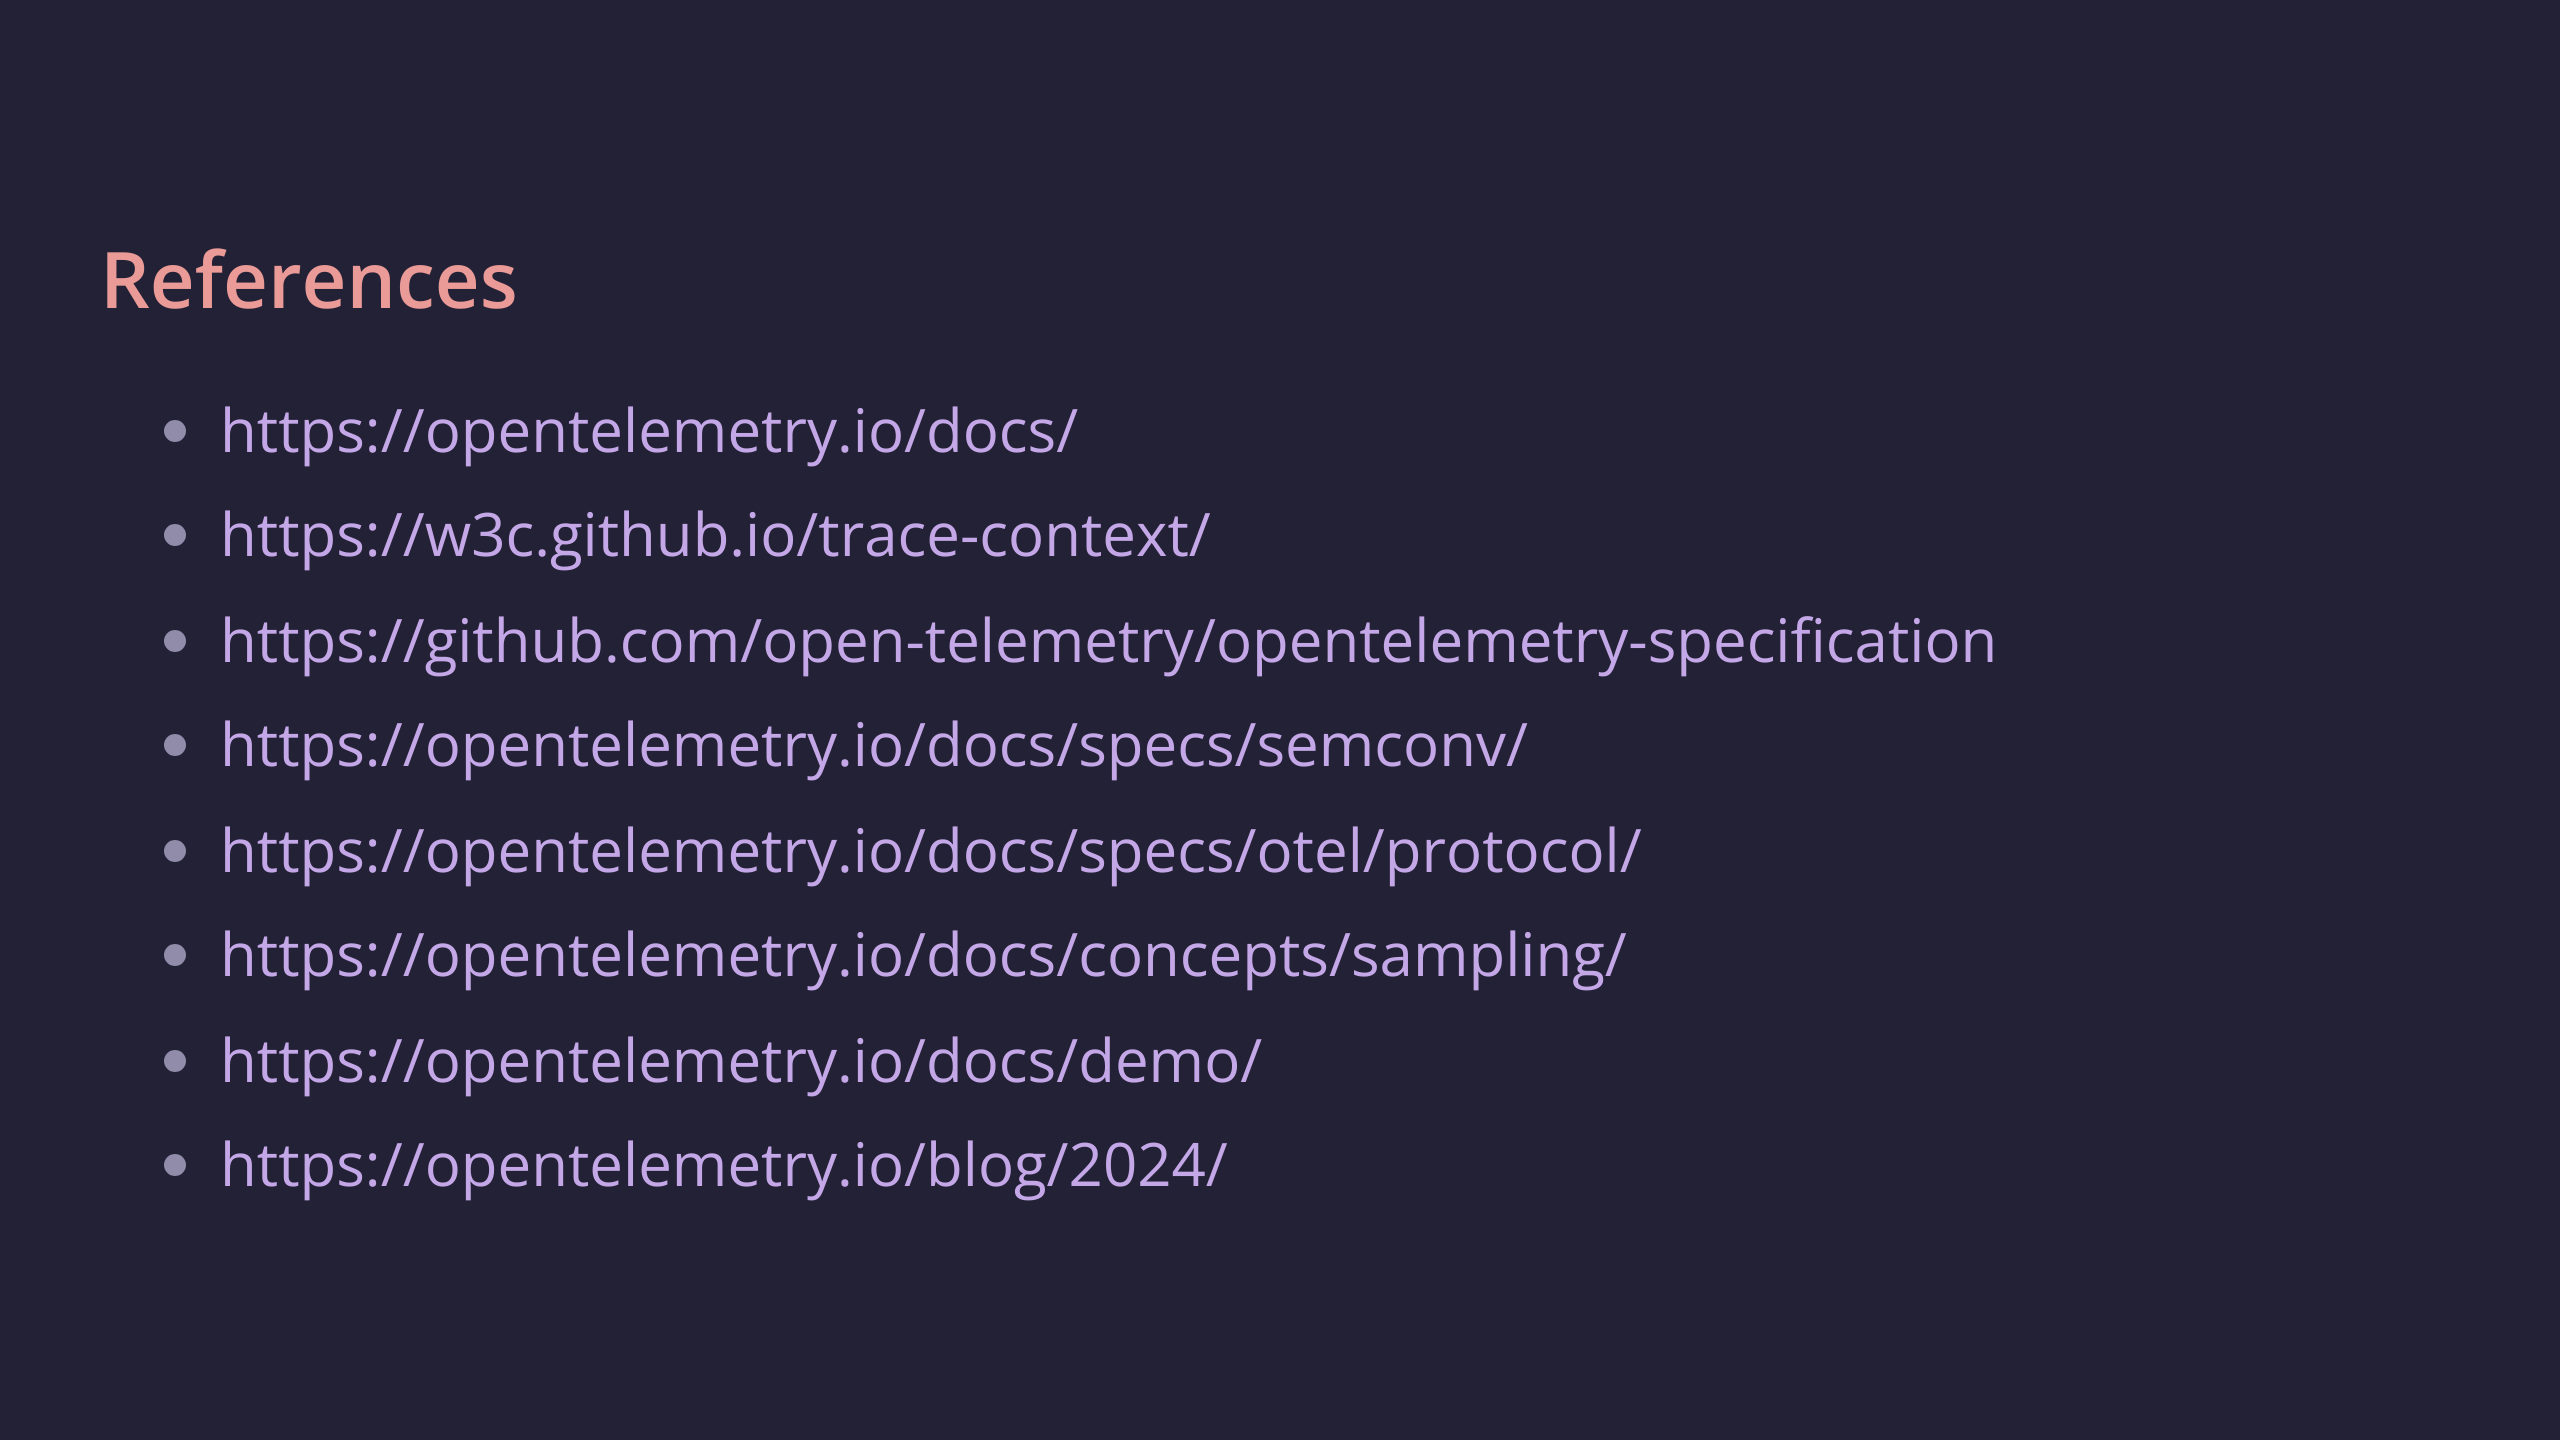 References
https://opentelemetry.io/docs/
https://w3c.github.io/trace-context/
https://github.com/open-telemetry/opentelemetry-specification
https://opentelemetry.io/docs/specs/semconv/
https://opentelemetry.io/docs/specs/otel/protocol/
https://opentelemetry.io/docs/concepts/sampling/
https://opentelemetry.io/docs/demo/
https://opentelemetry.io/blog/2024/